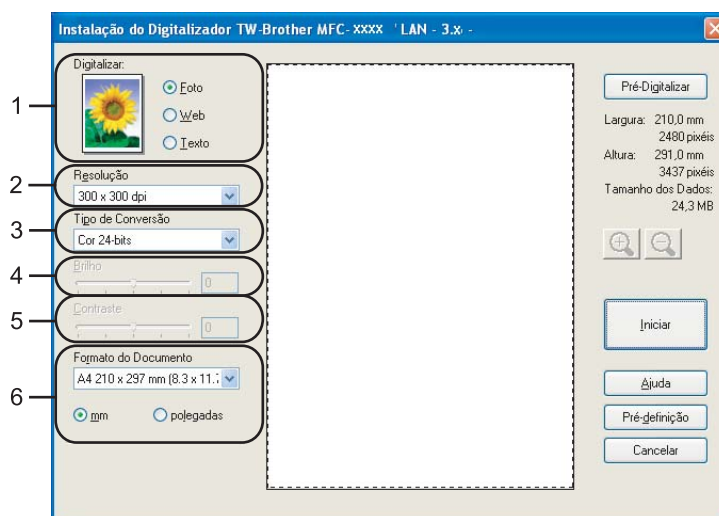 Instalação do Digitalizador TW-Brother MFC-xxxx ' LAN - 3.x -
Digitalizar:
1
Foto
Web
Texto
2
Resolução
300 x 300 dpi
3
Tipo de Conversão
Cor 24-bits
4
Brilho
0
5
Contraste
0
6
Formato do Documento
A4 210 x 297 mm (8.3 x 11.7
mm
polegadas
Pré-Digitalizar
Largura: 210,0 mm
2480 pixéis
Altura: 291,0 mm
3437 pixéis
Tamanho dos Dados:
24,3 MB
Iniciar
Ajuda
Pré-definição
Cancelar